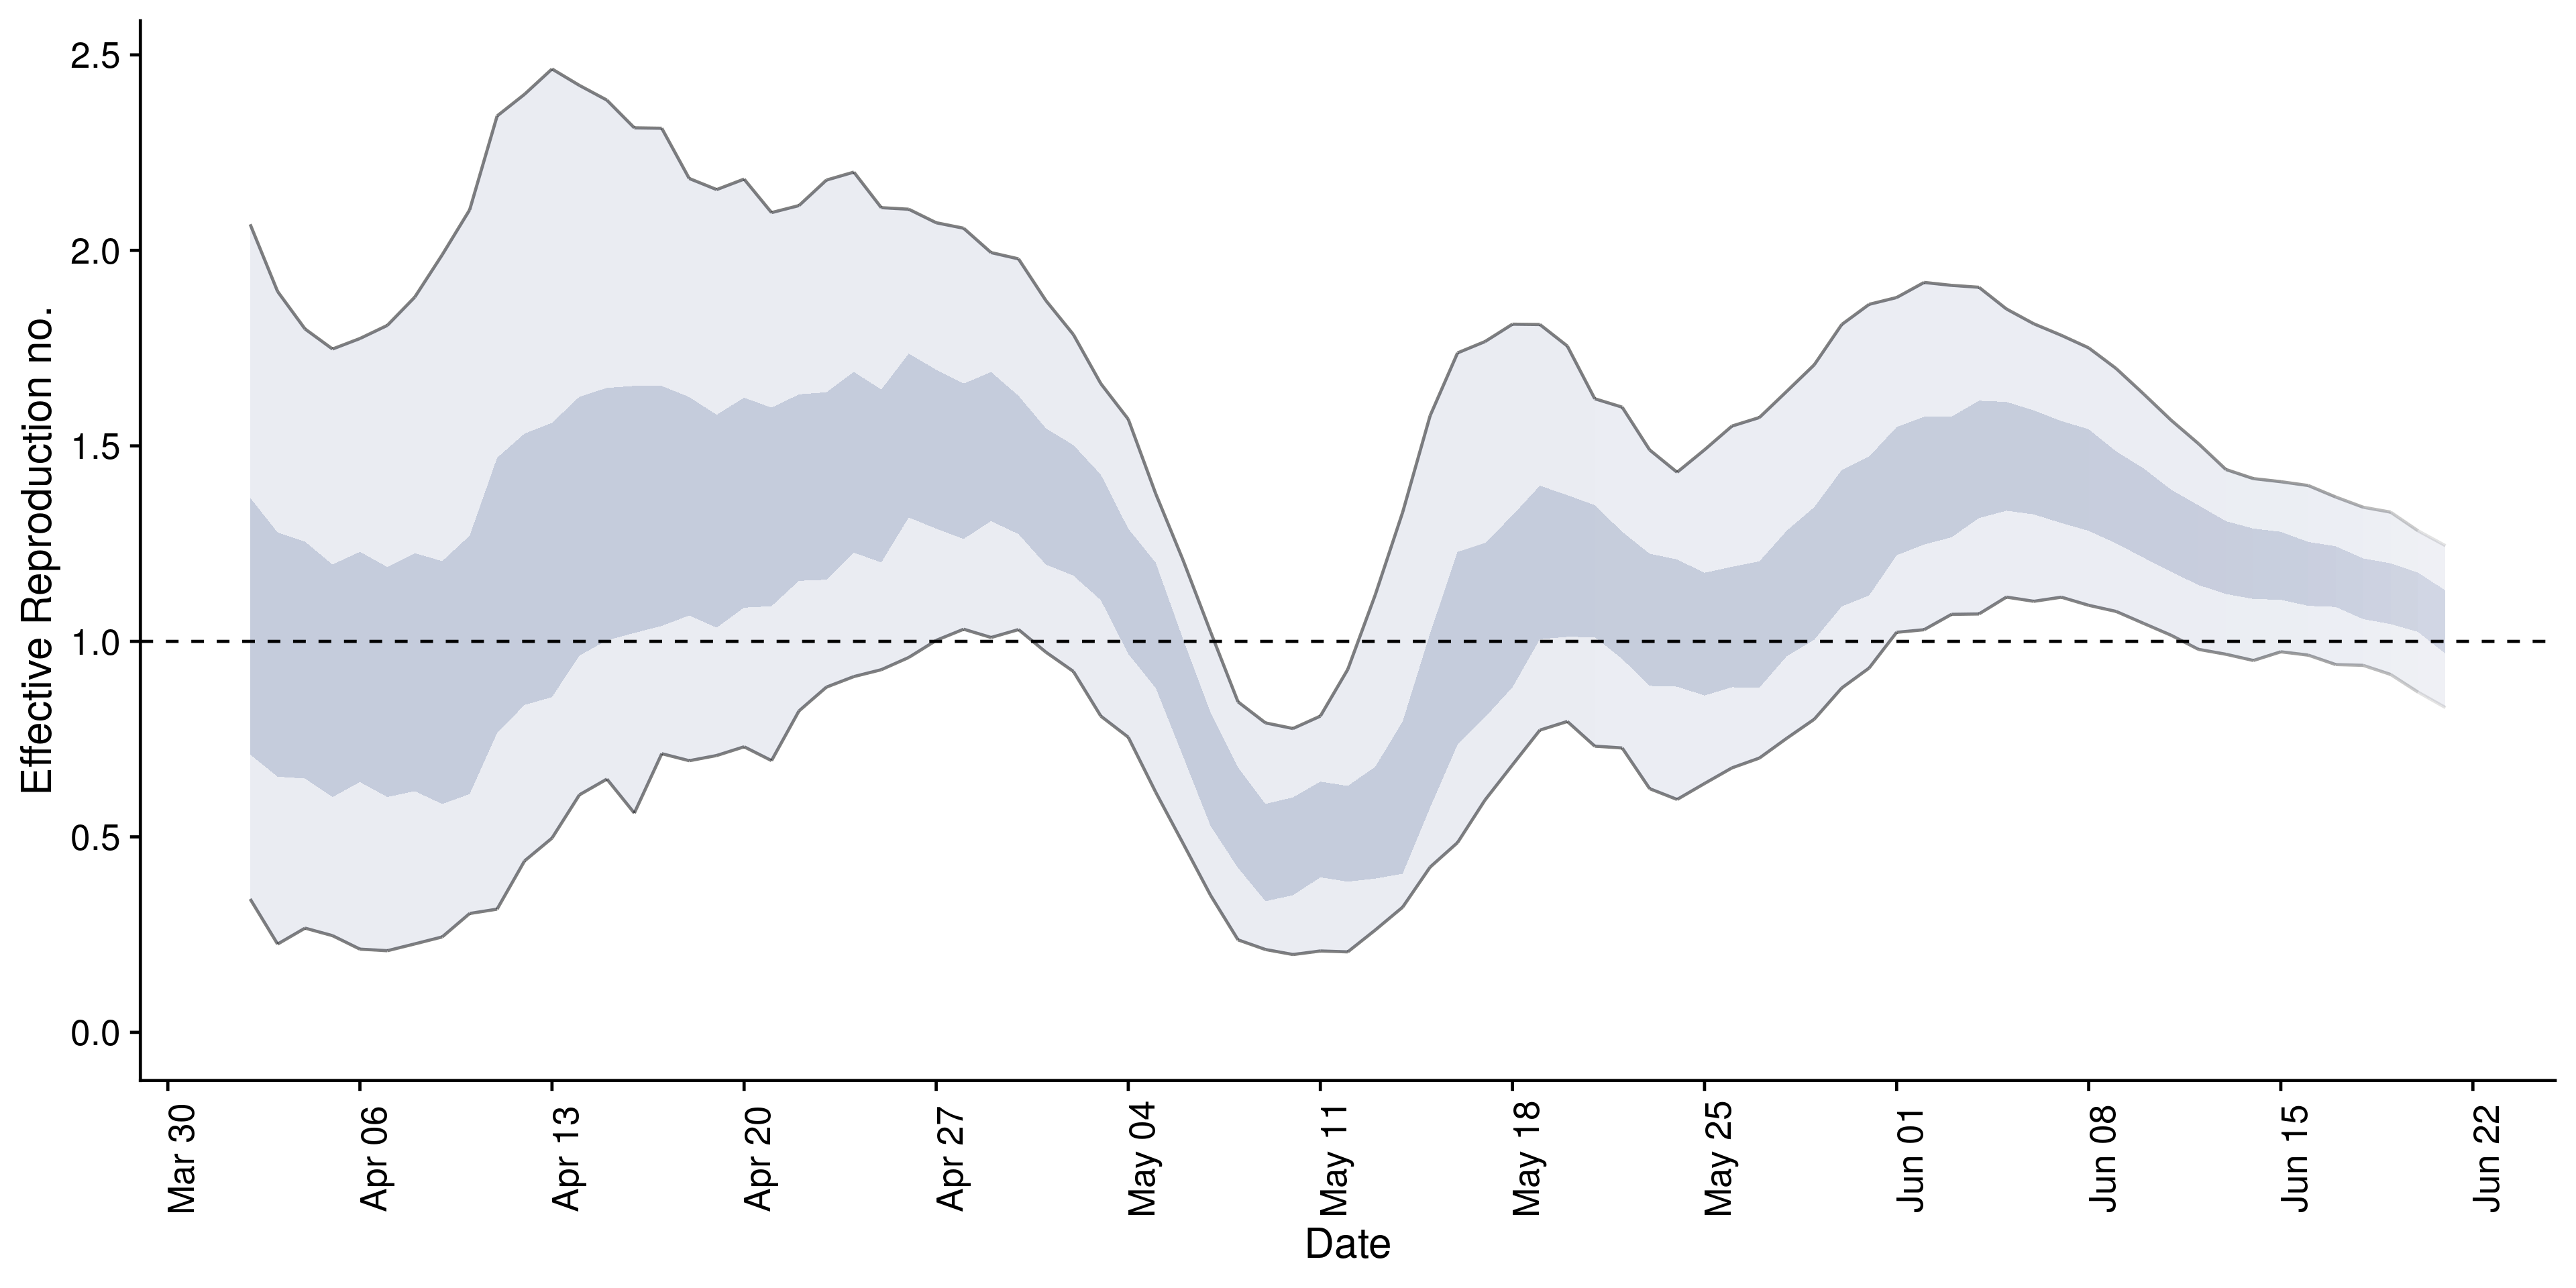 2.5
2.0
1.5
1.0
0.5
0.0
Effective Reproduction no.
Mar 30
Apr 06
Apr 13
Apr 20
Apr 27
May 04
May 11
May 18
May 25
Jun 01
Jun 08
Jun 15
Jun 22
Date